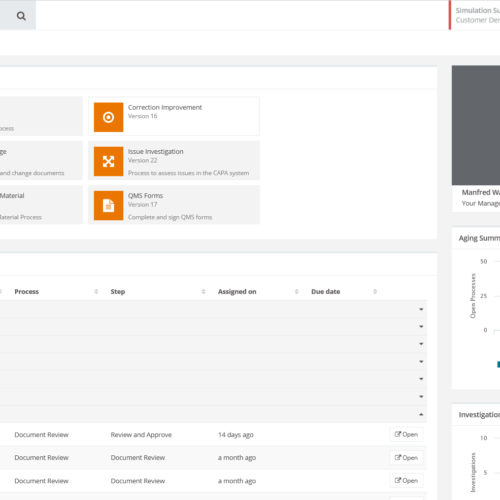 Simulation Su
Customer Der
Correction Improvement
Version 16
ocess
ge
Issue Investigation
Version 22
and change documents
Process to assess issues in the CAPA system
Material
QMS Forms
Version 17
aterial Process
Complete and sign QMS forms
Manfred Wa
Your Manage
Aging Summ
50
25
0
Open Processes
Process
Step
Assigned on
Due date
Document Review
Review and Approve
14 days ago
Open
Document Review
Document Review
a month ago
Open
Document Review
Document Review
a month ago
Open
Investigation
10
5
Investigations